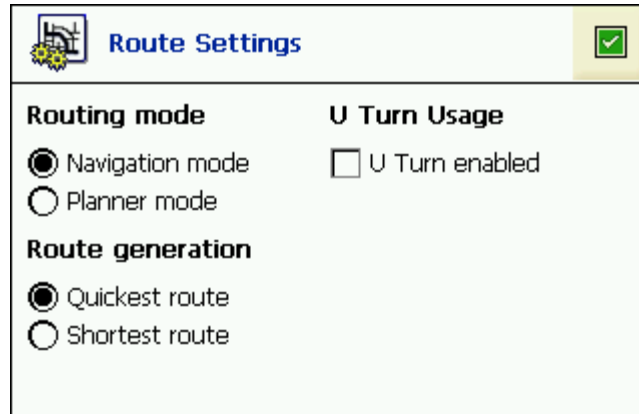 Route Settings
Routing mode
Navigation mode
Planner mode
Route generation
Quickest route
Shortest route
U Turn Usage
U Turn enabled